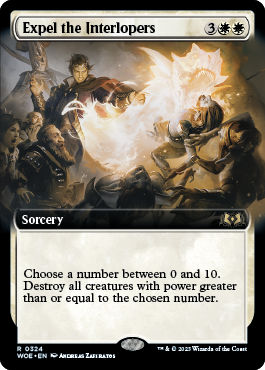 Expel the Interlopers 3
Sorcery
Choose a number between 0 and 10.
Destroy all creatures with power greater
than or equal to the chosen number.
R 0324
WOE • EN Andreas Zafiratos
™ & © 2023 Wizards of the Coast